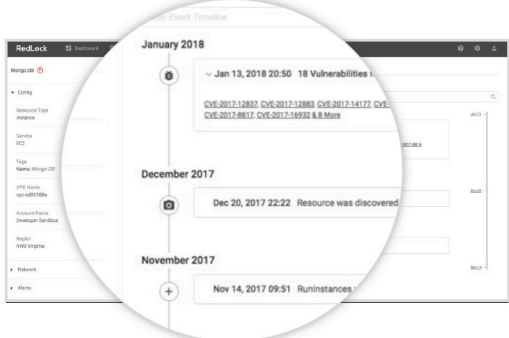 Event Timeline
RedLock
Dashboard
January 2018
Mongo DB
Jan 13, 2018 20:50 18 Vulnerabilities
Config
CVE-2017-12837, CVE-2017-12883, CVE-2017-14177, CVE-
CVE-2017-8817, CVE-2017-16932 & 8 More
Resource Type
Instance
Service
EC2
Tags
Name: Mongo DB
December 2017
VPC Name
Dec 20, 2017 22:22 Resource was discovered
Account Name
Developer Sandbox
Region
AWS Virginia
November 2017
Network
Nov 14, 2017 09:51 RunInstances
Alerts